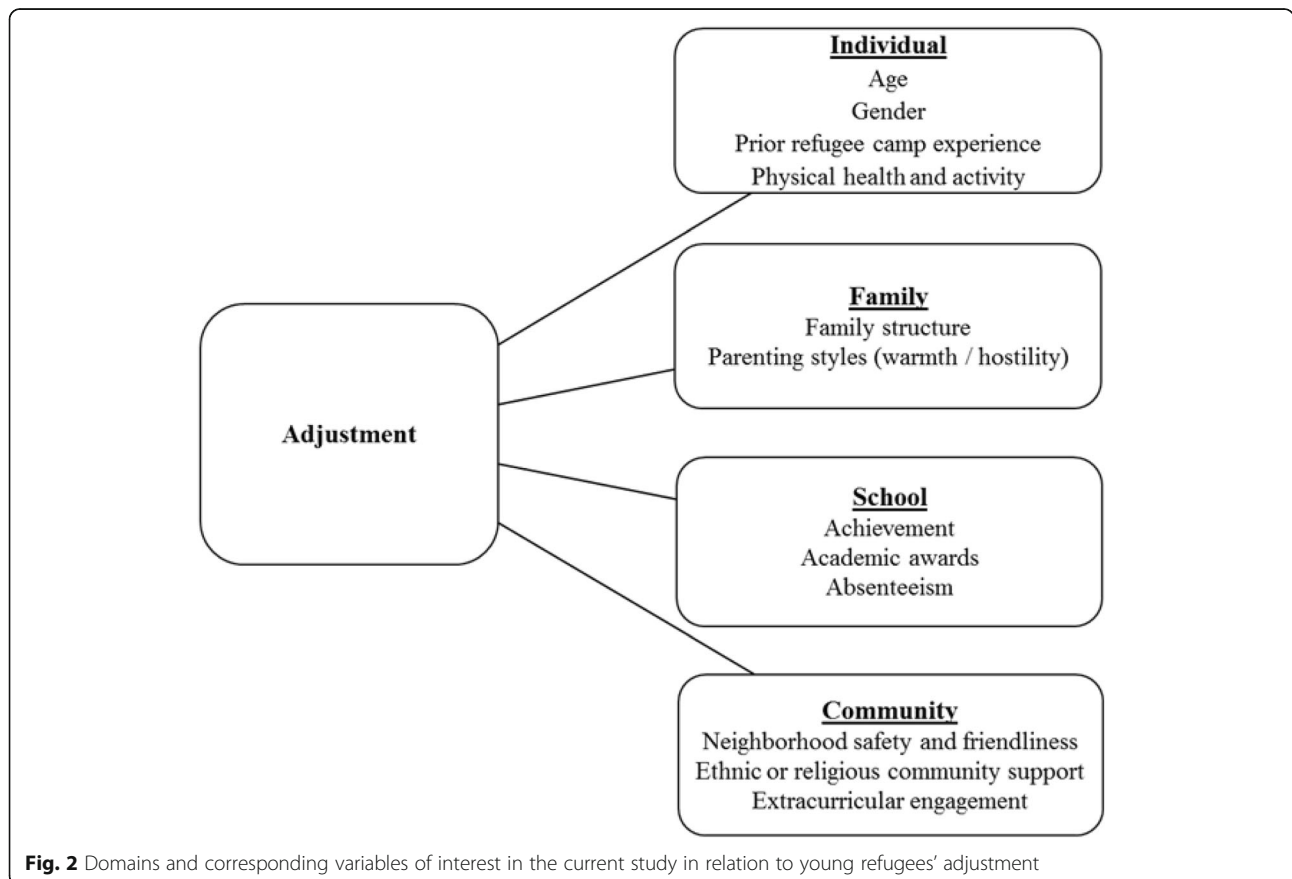 Individual
Age
Gender
Prior refugee camp experience
Physical health and activity
Family
Family structure
Parenting styles (warmth / hostility)
Adjustment
School
Achievement
Academic awards
Absenteeism
Community
Neighborhood safety and friendliness
Ethnic or religious community support
Extracurricular engagement
Fig. 2 Domains and corresponding variables of interest in the current study in relation to young refugees' adjustment